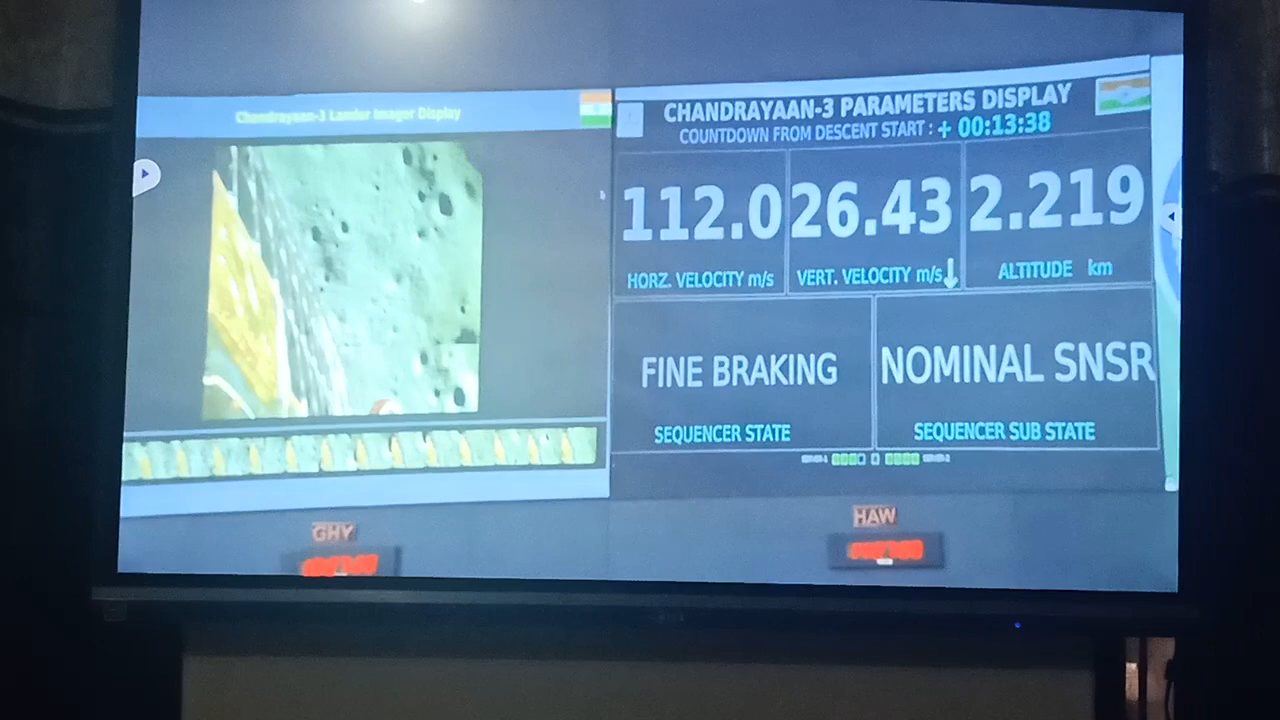 Chandrayaan-3 Lander Imager Display
CHANDRAYAAN-3 PARAMETERS DISPLAY
COUNTDOWN FROM DESCENT START : + 00:13:38
112.0 26.43 2.219
HORZ. VELOCITY m/s VERT. VELOCITY m/s ALTITUDE km
FINE BRAKING NOMINAL SNSR
SEQUENCER STATE SEQUENCER SUB STATE
GHY HAW